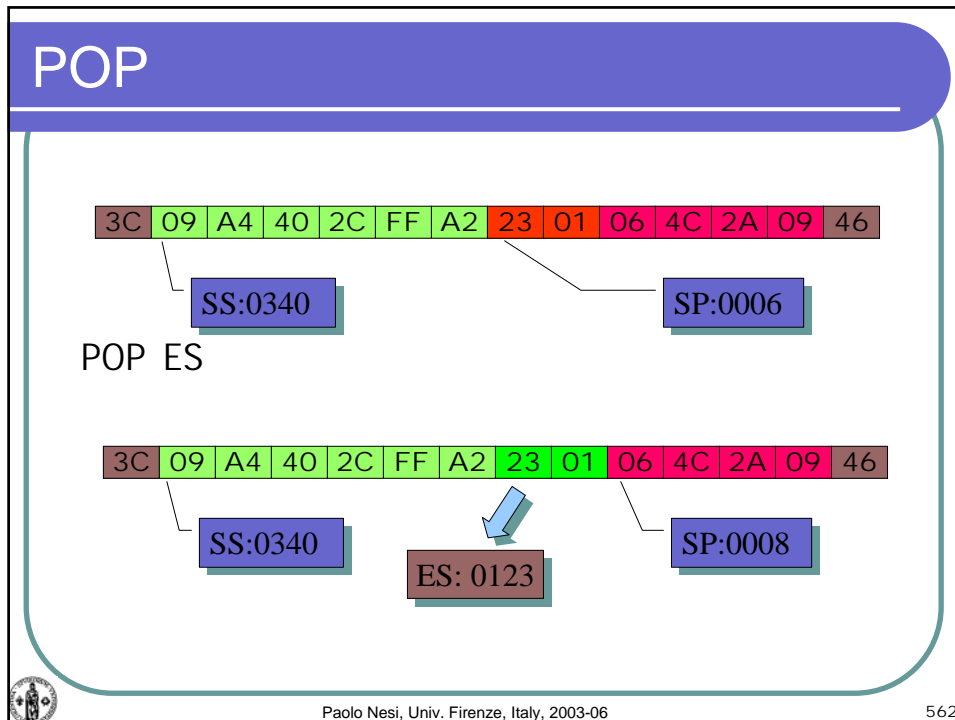 POP
3C 09 A4 40 2C FF A2 23 01 06 4C 2A 09 46
SS:0340 SP:0006
POP ES
3C 09 A4 40 2C FF A2 23 01 06 4C 2A 09 46
SS:0340 SP:0008
ES: 0123
Paolo Nesi, Univ. Firenze, Italy, 2003-06 562